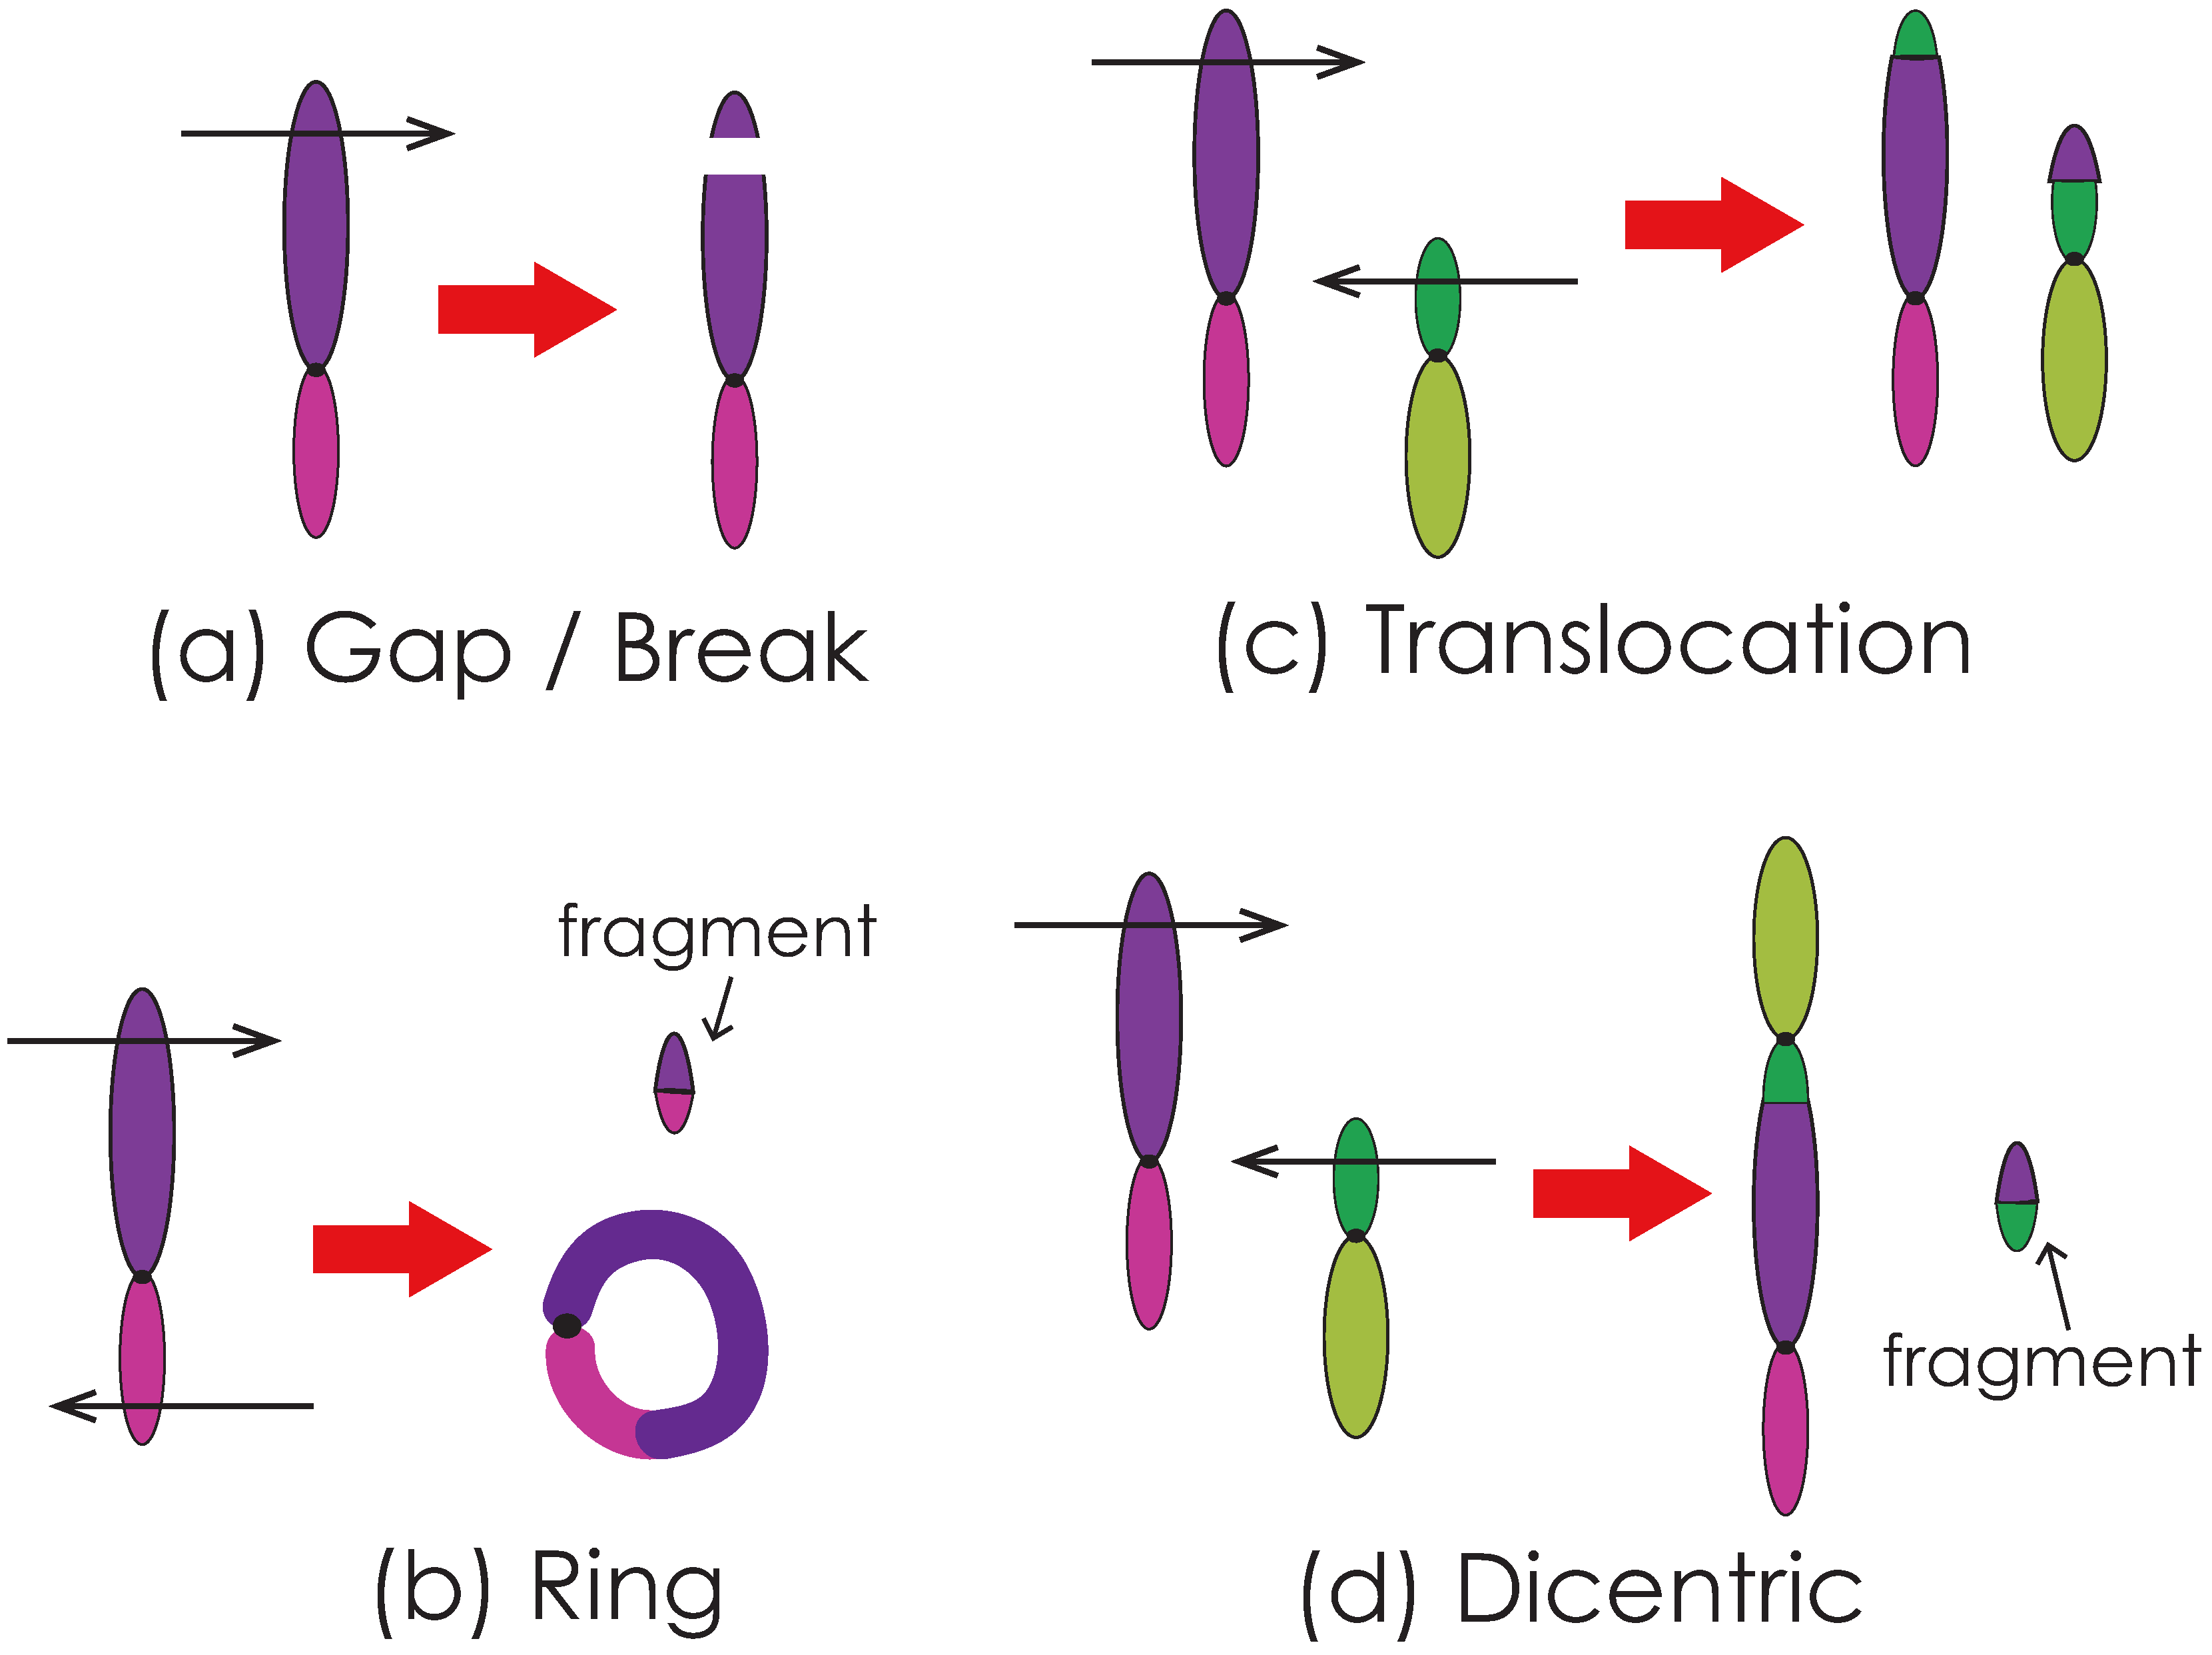 (a) Gap / Break
(c) Translocation
fragment
(b) Ring
fragment
(d) Dicentric